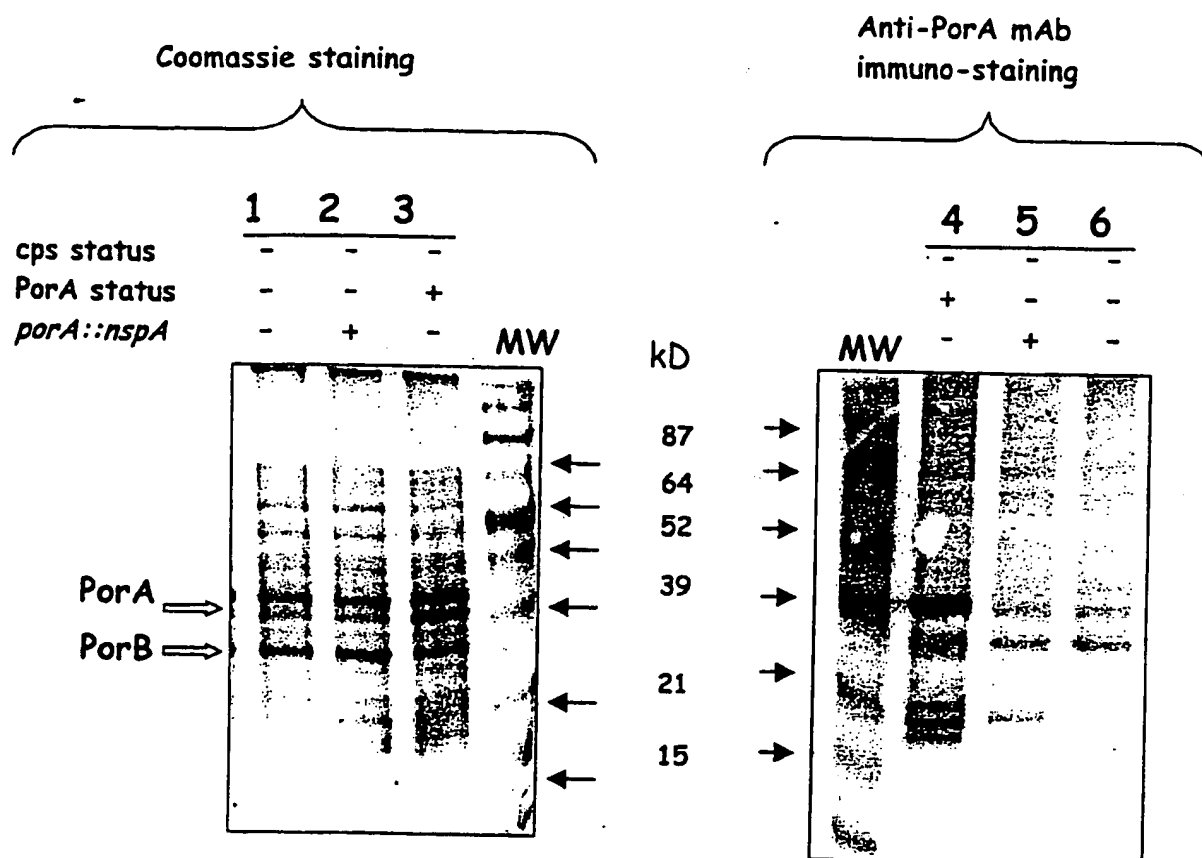 Coomassie staining
Anti-PorA mAb
immuno-staining
1 2 3
cps status - - -
PorA status - - +
porA::nspA - + -
MW
kD
87
64
52
39
21
15
PorA
PorB
4 5 6
- - -
+ - -
- + -
MW